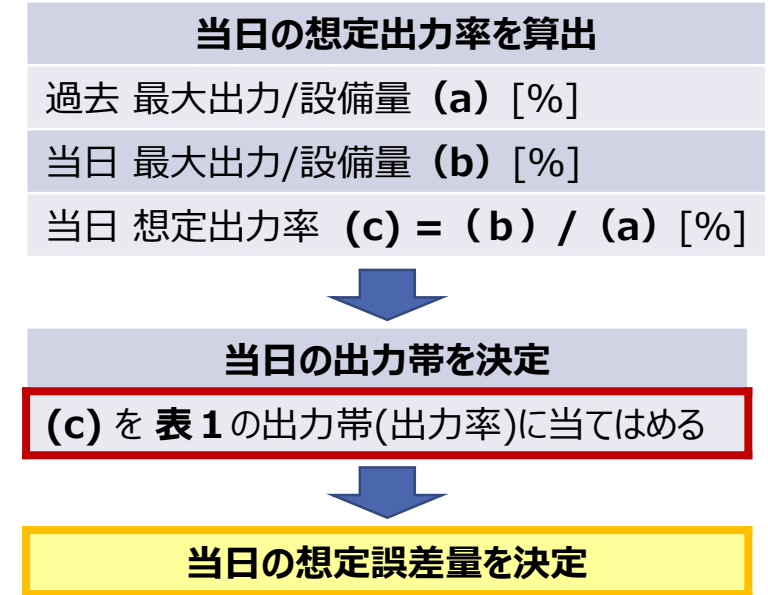 当日の想定出力率を算出
過去 最大出力/設備量（a）[%]
当日 最大出力/設備量（b）[%]
当日 想定出力率 (c) =（ｂ）/（a）[%]
当日の出力帯を決定
(c) を 表１の出力帯(出力率)に当てはめる
当日の想定誤差量を決定